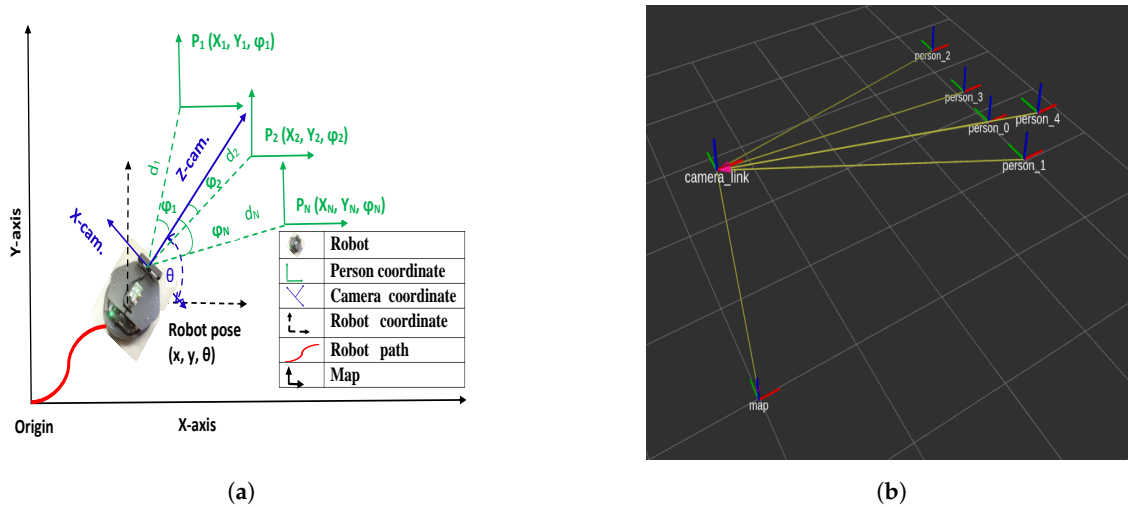 P1 (X1, Y1, φ1)
P2 (X2, Y2, φ2)
PN (XN, YN, φN)
d1
d2
dN
Z-cam.
X-cam.
φ1
φ2
φN
θ
Y-axis
Robot pose
(x, y, θ)
Robot
Person coordinate
Camera coordinate
Robot coordinate
Robot path
Map
Origin
X-axis
(a)
person_2
person_3
person_0
person_4
person_1
camera_link
map
(b)